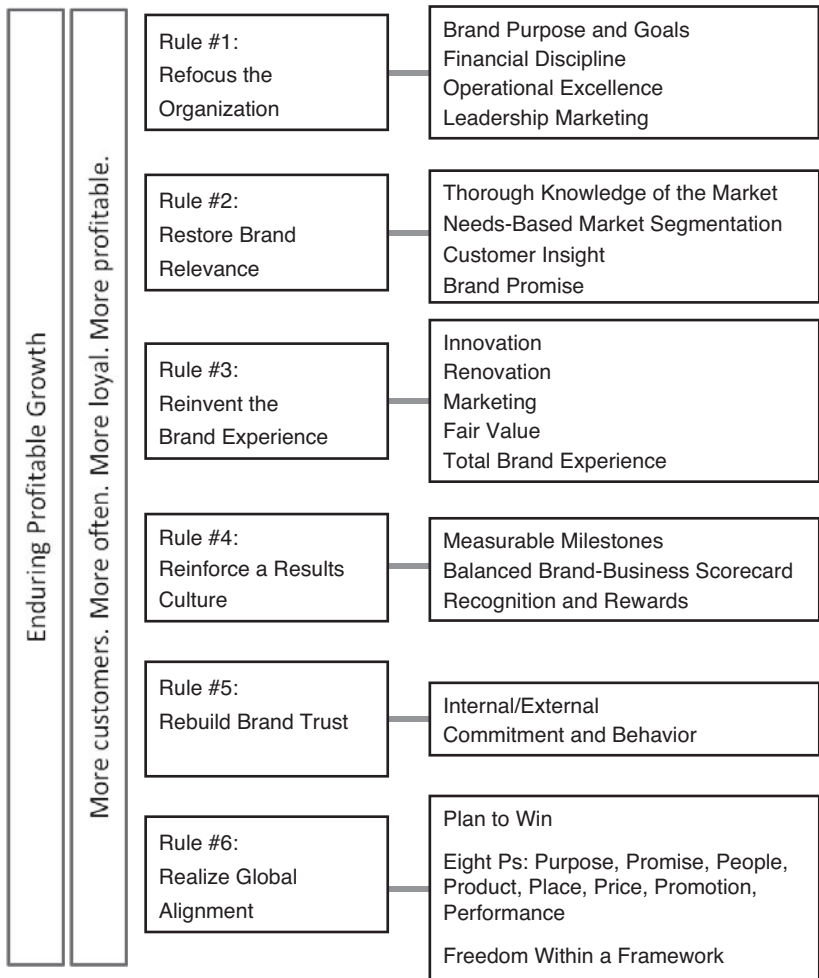 Enduring Profitable Growth
More customers. More often. More loyal. More profitable.
Rule #1:
Refocus the
Organization
Brand Purpose and Goals
Financial Discipline
Operational Excellence
Leadership Marketing
Rule #2:
Restore Brand
Relevance
Thorough Knowledge of the Market
Needs-Based Market Segmentation
Customer Insight
Brand Promise
Rule #3:
Reinvent the
Brand Experience
Innovation
Renovation
Marketing
Fair Value
Total Brand Experience
Rule #4:
Reinforce a Results
Culture
Measurable Milestones
Balanced Brand-Business Scorecard
Recognition and Rewards
Rule #5:
Rebuild Brand Trust
Internal/External
Commitment and Behavior
Rule #6:
Realize Global
Alignment
Plan to Win
Eight Ps: Purpose, Promise, People,
Product, Place, Price, Promotion,
Performance
Freedom Within a Framework